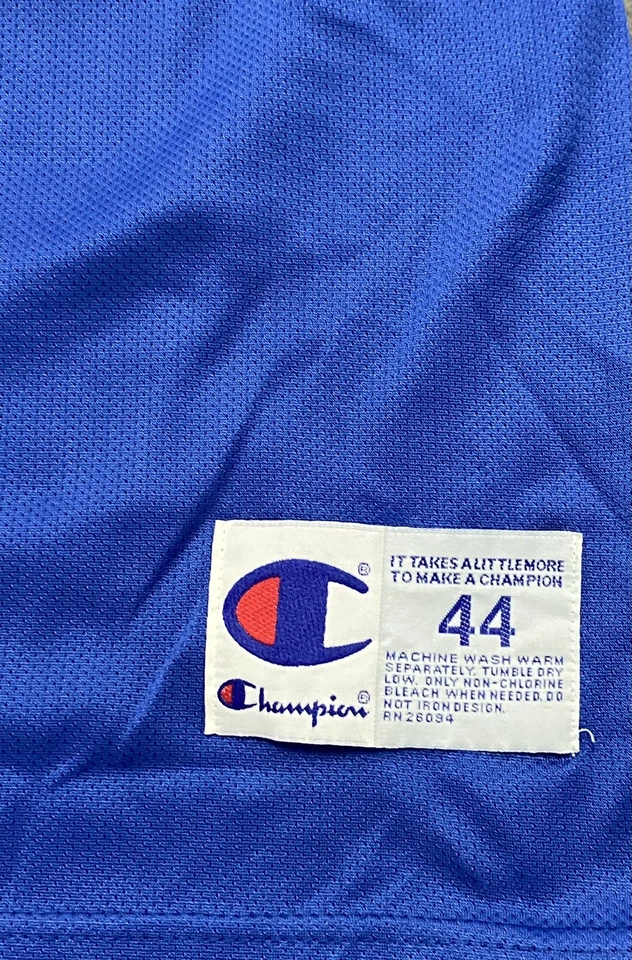 ®
Champion®
IT TAKES A LITTLE MORE
TO MAKE A CHAMPION
44
MACHINE WASH WARM
SEPARATELY. TUMBLE DRY
LOW. ONLY NON-CHLORINE
BLEACH WHEN NEEDED. DO
NOT IRON DESIGN.
RN 26094